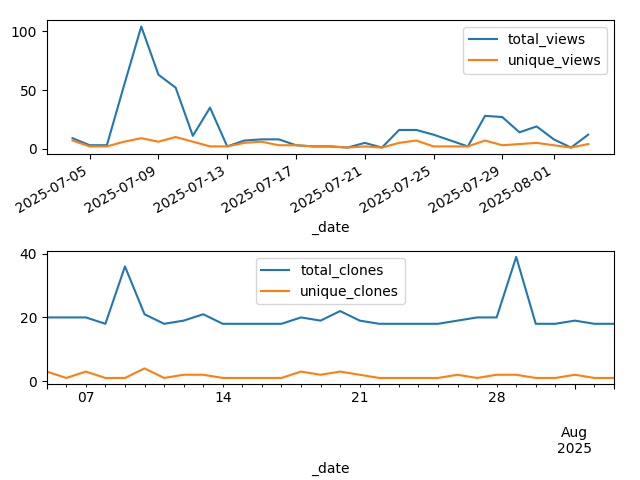 100
50
0
total_views
unique_views
2025-07-05
2025-07-09
2025-07-13
2025-07-17
2025-07-21
2025-07-25
2025-07-29
2025-08-01
_date
40
20
0
total_clones
unique_clones
07
14
21
28
Aug
2025
_date